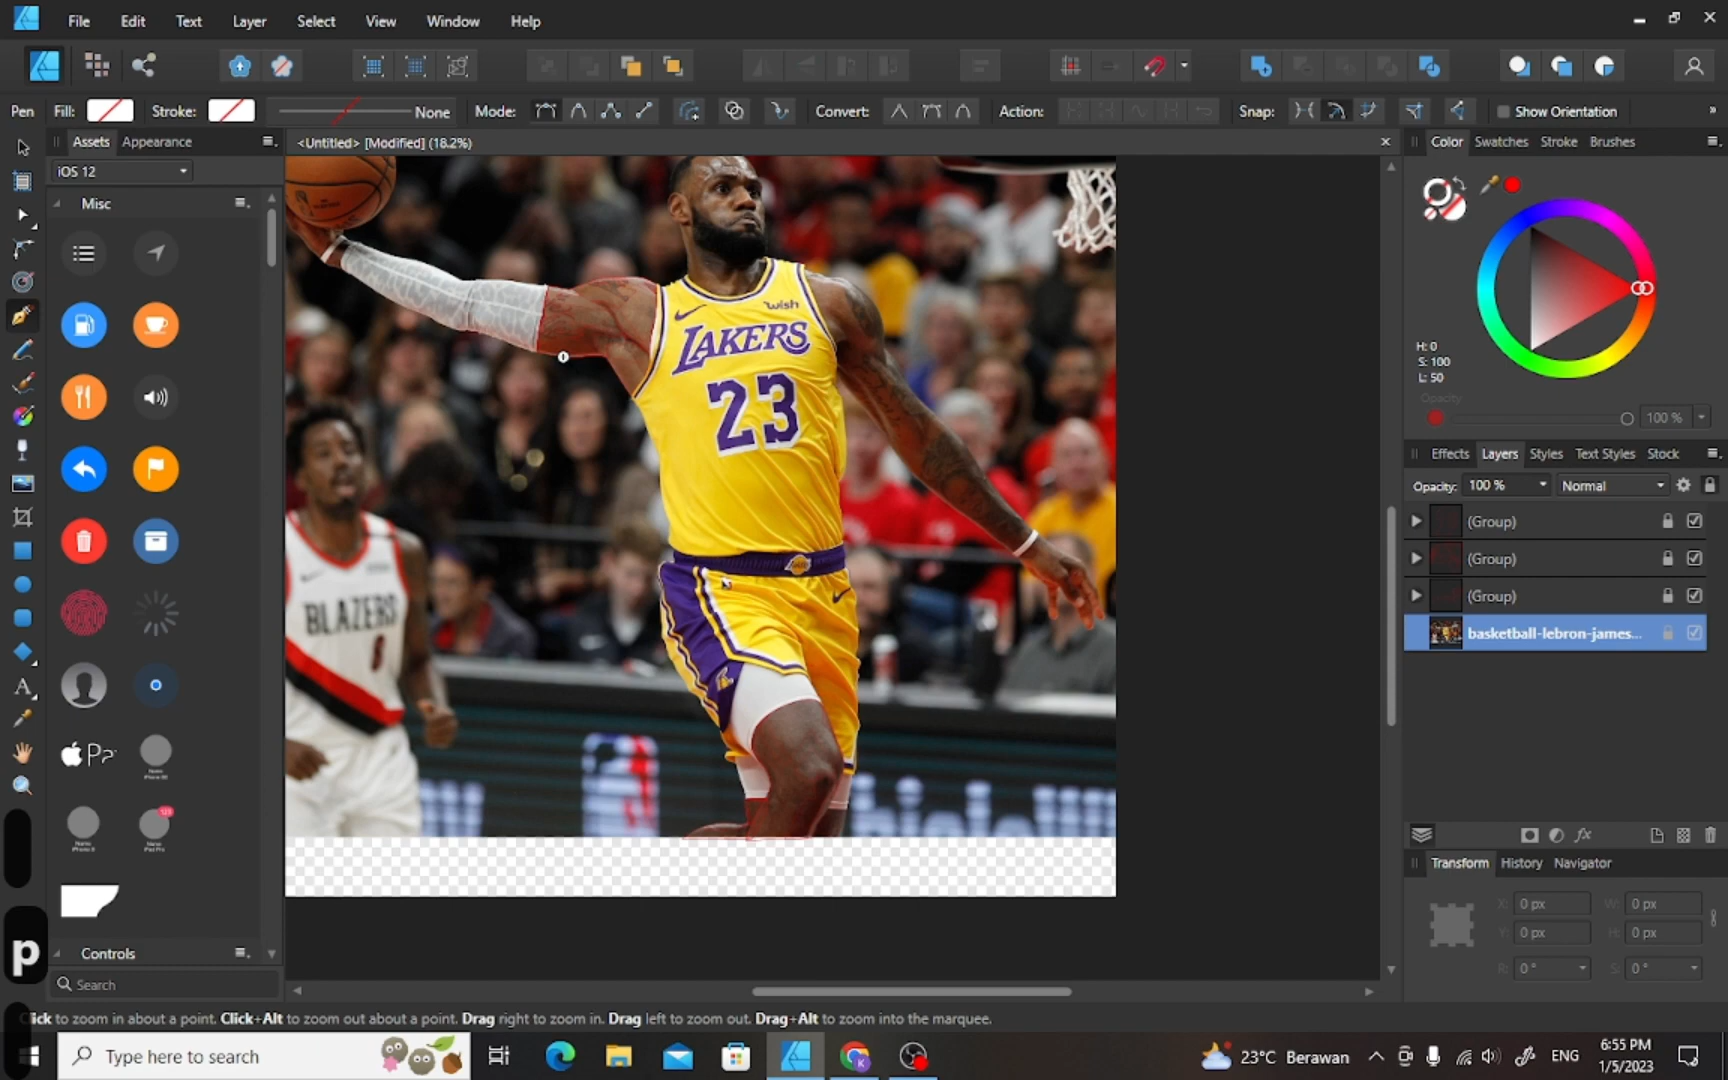 File Edit Text Layer Select View Window Help
Pen Fill: Stroke: None Mode: Convert: Action: Snap: Show Orientation
Assets Appearance
<Untitled> [Modified] (18.2%)
Color Swatches Stroke Brushes
iOS 12
Misc
wish
LAKERS
23
BLAZERS
6
H: 0
S: 100
L: 50
Opacity
100 %
Effects Layers Styles Text Styles Stock
Opacity: 100 % Normal
(Group)
(Group)
(Group)
basketball-lebron-james...
Transform History Navigator
X: 0 px W: 0 px
Y: 0 px H: 0 px
R: 0 ° S: 0 °
Controls
Search
p
Click to zoom in about a point. Click+Alt to zoom out about a point. Drag right to zoom in. Drag left to zoom out. Drag+Alt to zoom into the marquee.
Type here to search
23°C Berawan ENG
6:55 PM
1/5/2023